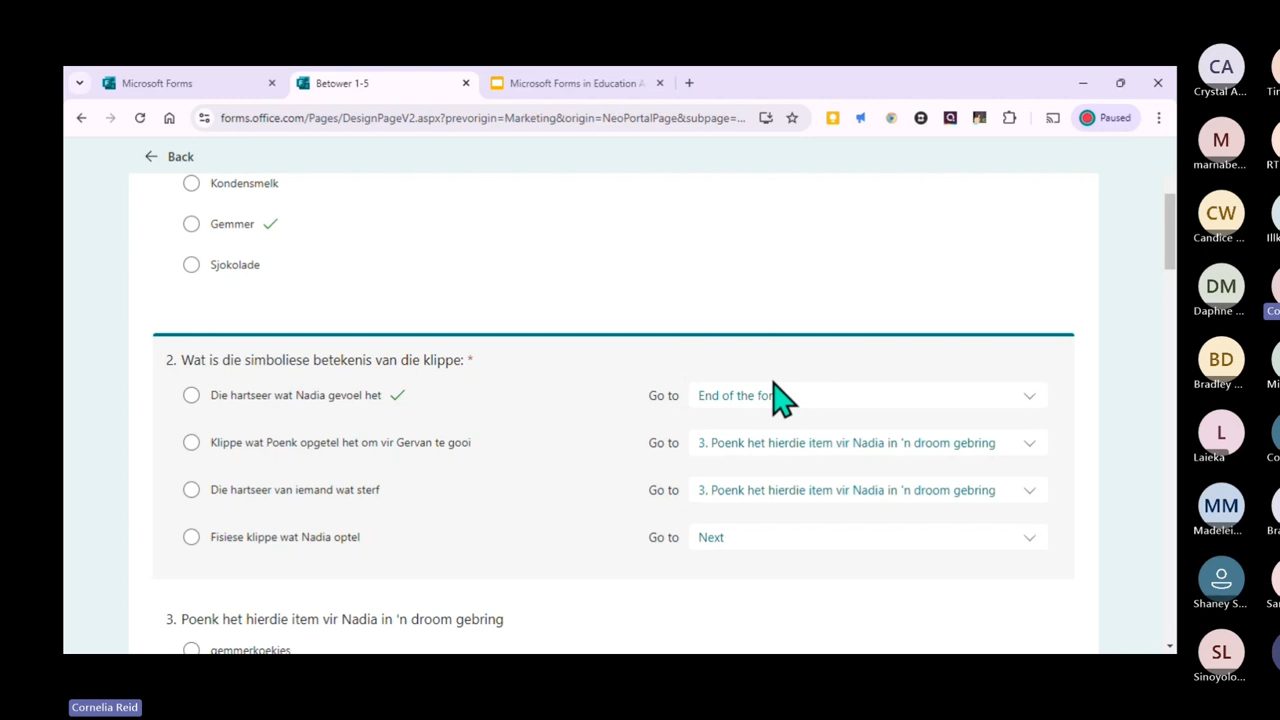 Microsoft Forms
Betower 1-5
Microsoft Forms in Education A
forms.office.com/Pages/DesignPageV2.aspx?prevorigin=Marketing&origin=NeoPortalPage&subpage=...
Paused
Back
Kondensmelk
Gemmer
Sjokolade
2. Wat is die simboliese betekenis van die klippe: *
Die hartseer wat Nadia gevoel het
Go to
End of the for
Klippe wat Poenk opgetel het om vir Gervan te gooi
Go to
3. Poenk het hierdie item vir Nadia in 'n droom gebring
Die hartseer van iemand wat sterf
Go to
3. Poenk het hierdie item vir Nadia in 'n droom gebring
Fisiese klippe wat Nadia optel
Go to
Next
3. Poenk het hierdie item vir Nadia in 'n droom gebring
gemmerkoekies
CA
Crystal A...
M
marnabe...
RT
CW
Candice ...
DM
Daphne ...
Co
BD
Bradley ...
L
Laieka
Co
MM
Madelei...
Shaney S...
SL
Sinoyolo...
Cornelia Reid